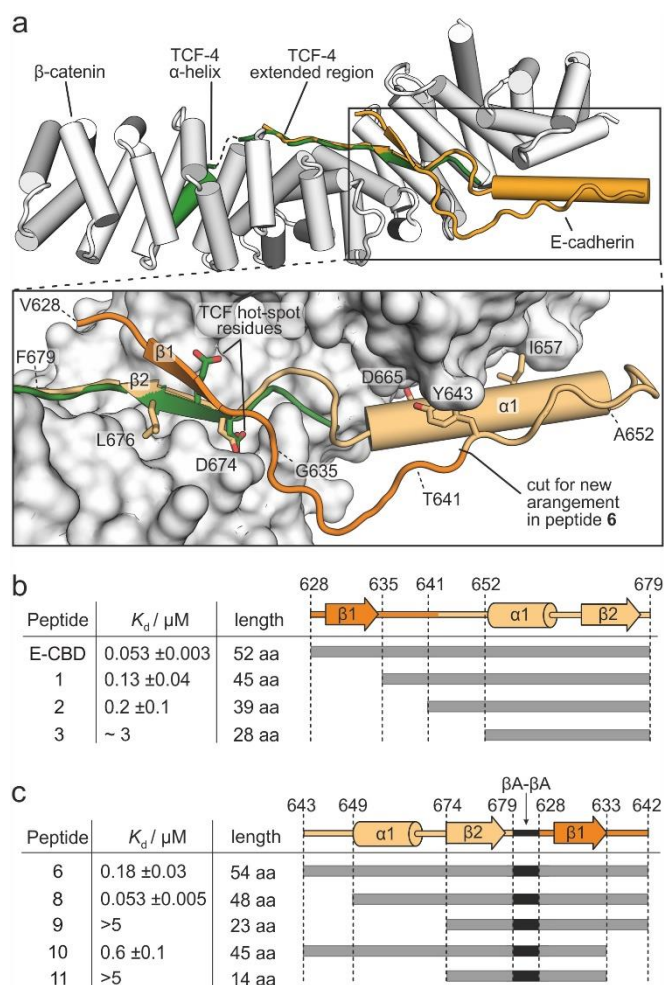 a
TCF-4
α-helix
TCF-4
extended region
β-catenin
E-cadherin
V628
TCF hot-spot
residues
β1
F679
β2
I657
D665
Y643
α1
L676
D674
G635
A652
T641
cut for new
arangement
in peptide 6
b
628 635 641 652 679
Peptide Kd / µM length β1 α1 β2
E-CBD 0.053 ±0.003 52 aa
1 0.13 ±0.04 45 aa
2 0.2 ±0.1 39 aa
3 ~ 3 28 aa
c
βA-βA
643 649 674 679 628 633 642
Peptide Kd / µM length α1 β2 β1
6 0.18 ±0.03 54 aa
8 0.053 ±0.005 48 aa
9 >5 23 aa
10 0.6 ±0.1 45 aa
11 >5 14 aa